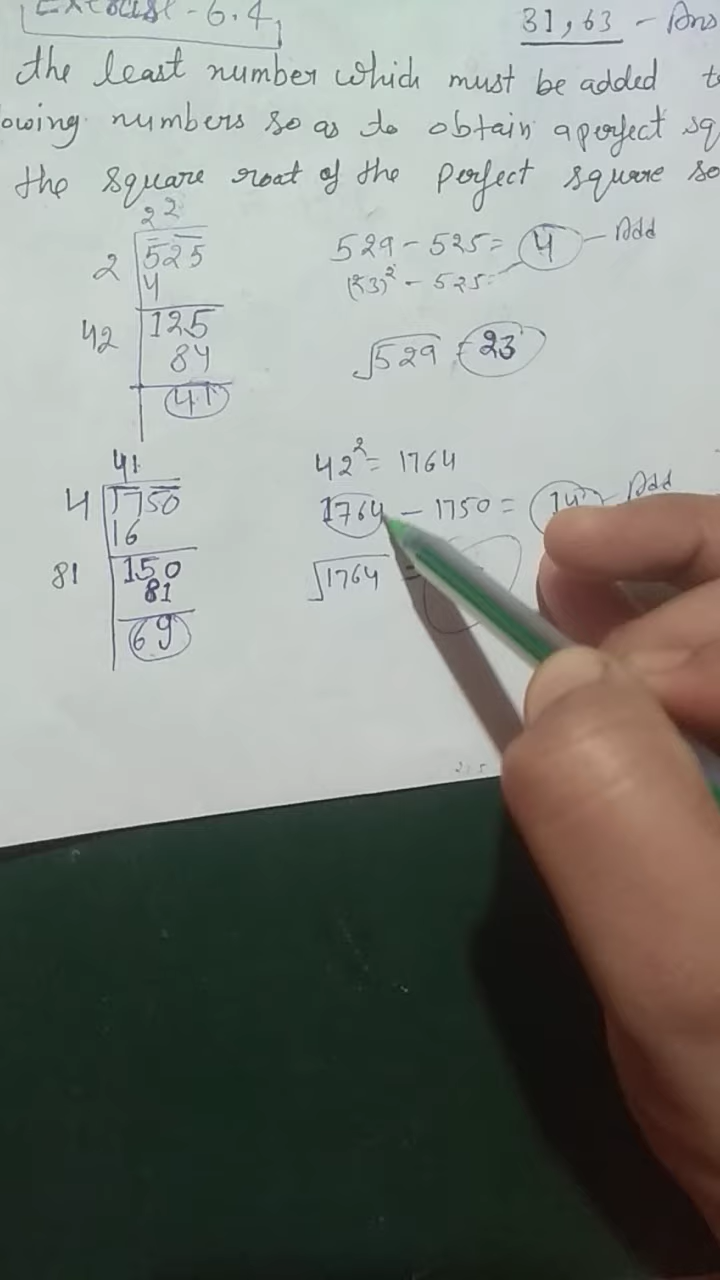 Exercise - 6.4
31, 63 - Ans
the least number which must be added to
owing numbers so as to obtain a perfect sq
the square root of the perfect square so
22
2 525 529 - 525 = 4 - Add
4 (23)² - 525 =
42 125
84 √529 = 23
41
41 42² = 1764
4 1750 1764 - 1750 = 14 - Add
16
81 150 √1764 =
81
69